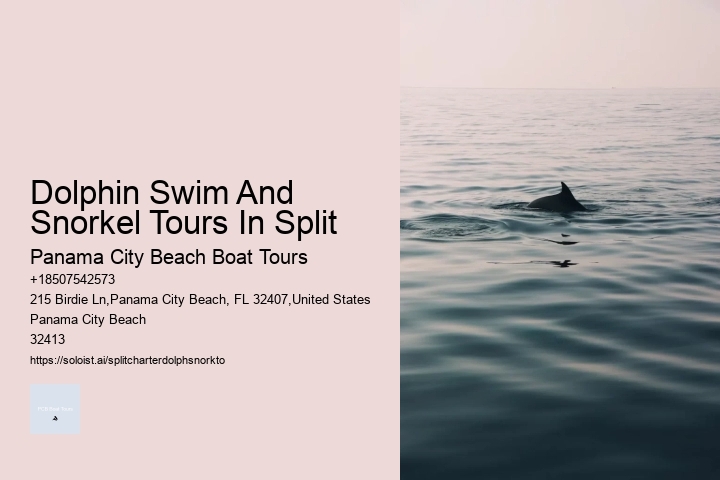 Dolphin Swim And
Snorkel Tours In Split
Panama City Beach Boat Tours
+18507542573
215 Birdie Ln,Panama City Beach, FL 32407,United States
Panama City Beach
32413
https://soloist.ai/splitcharterdolphsnorkto